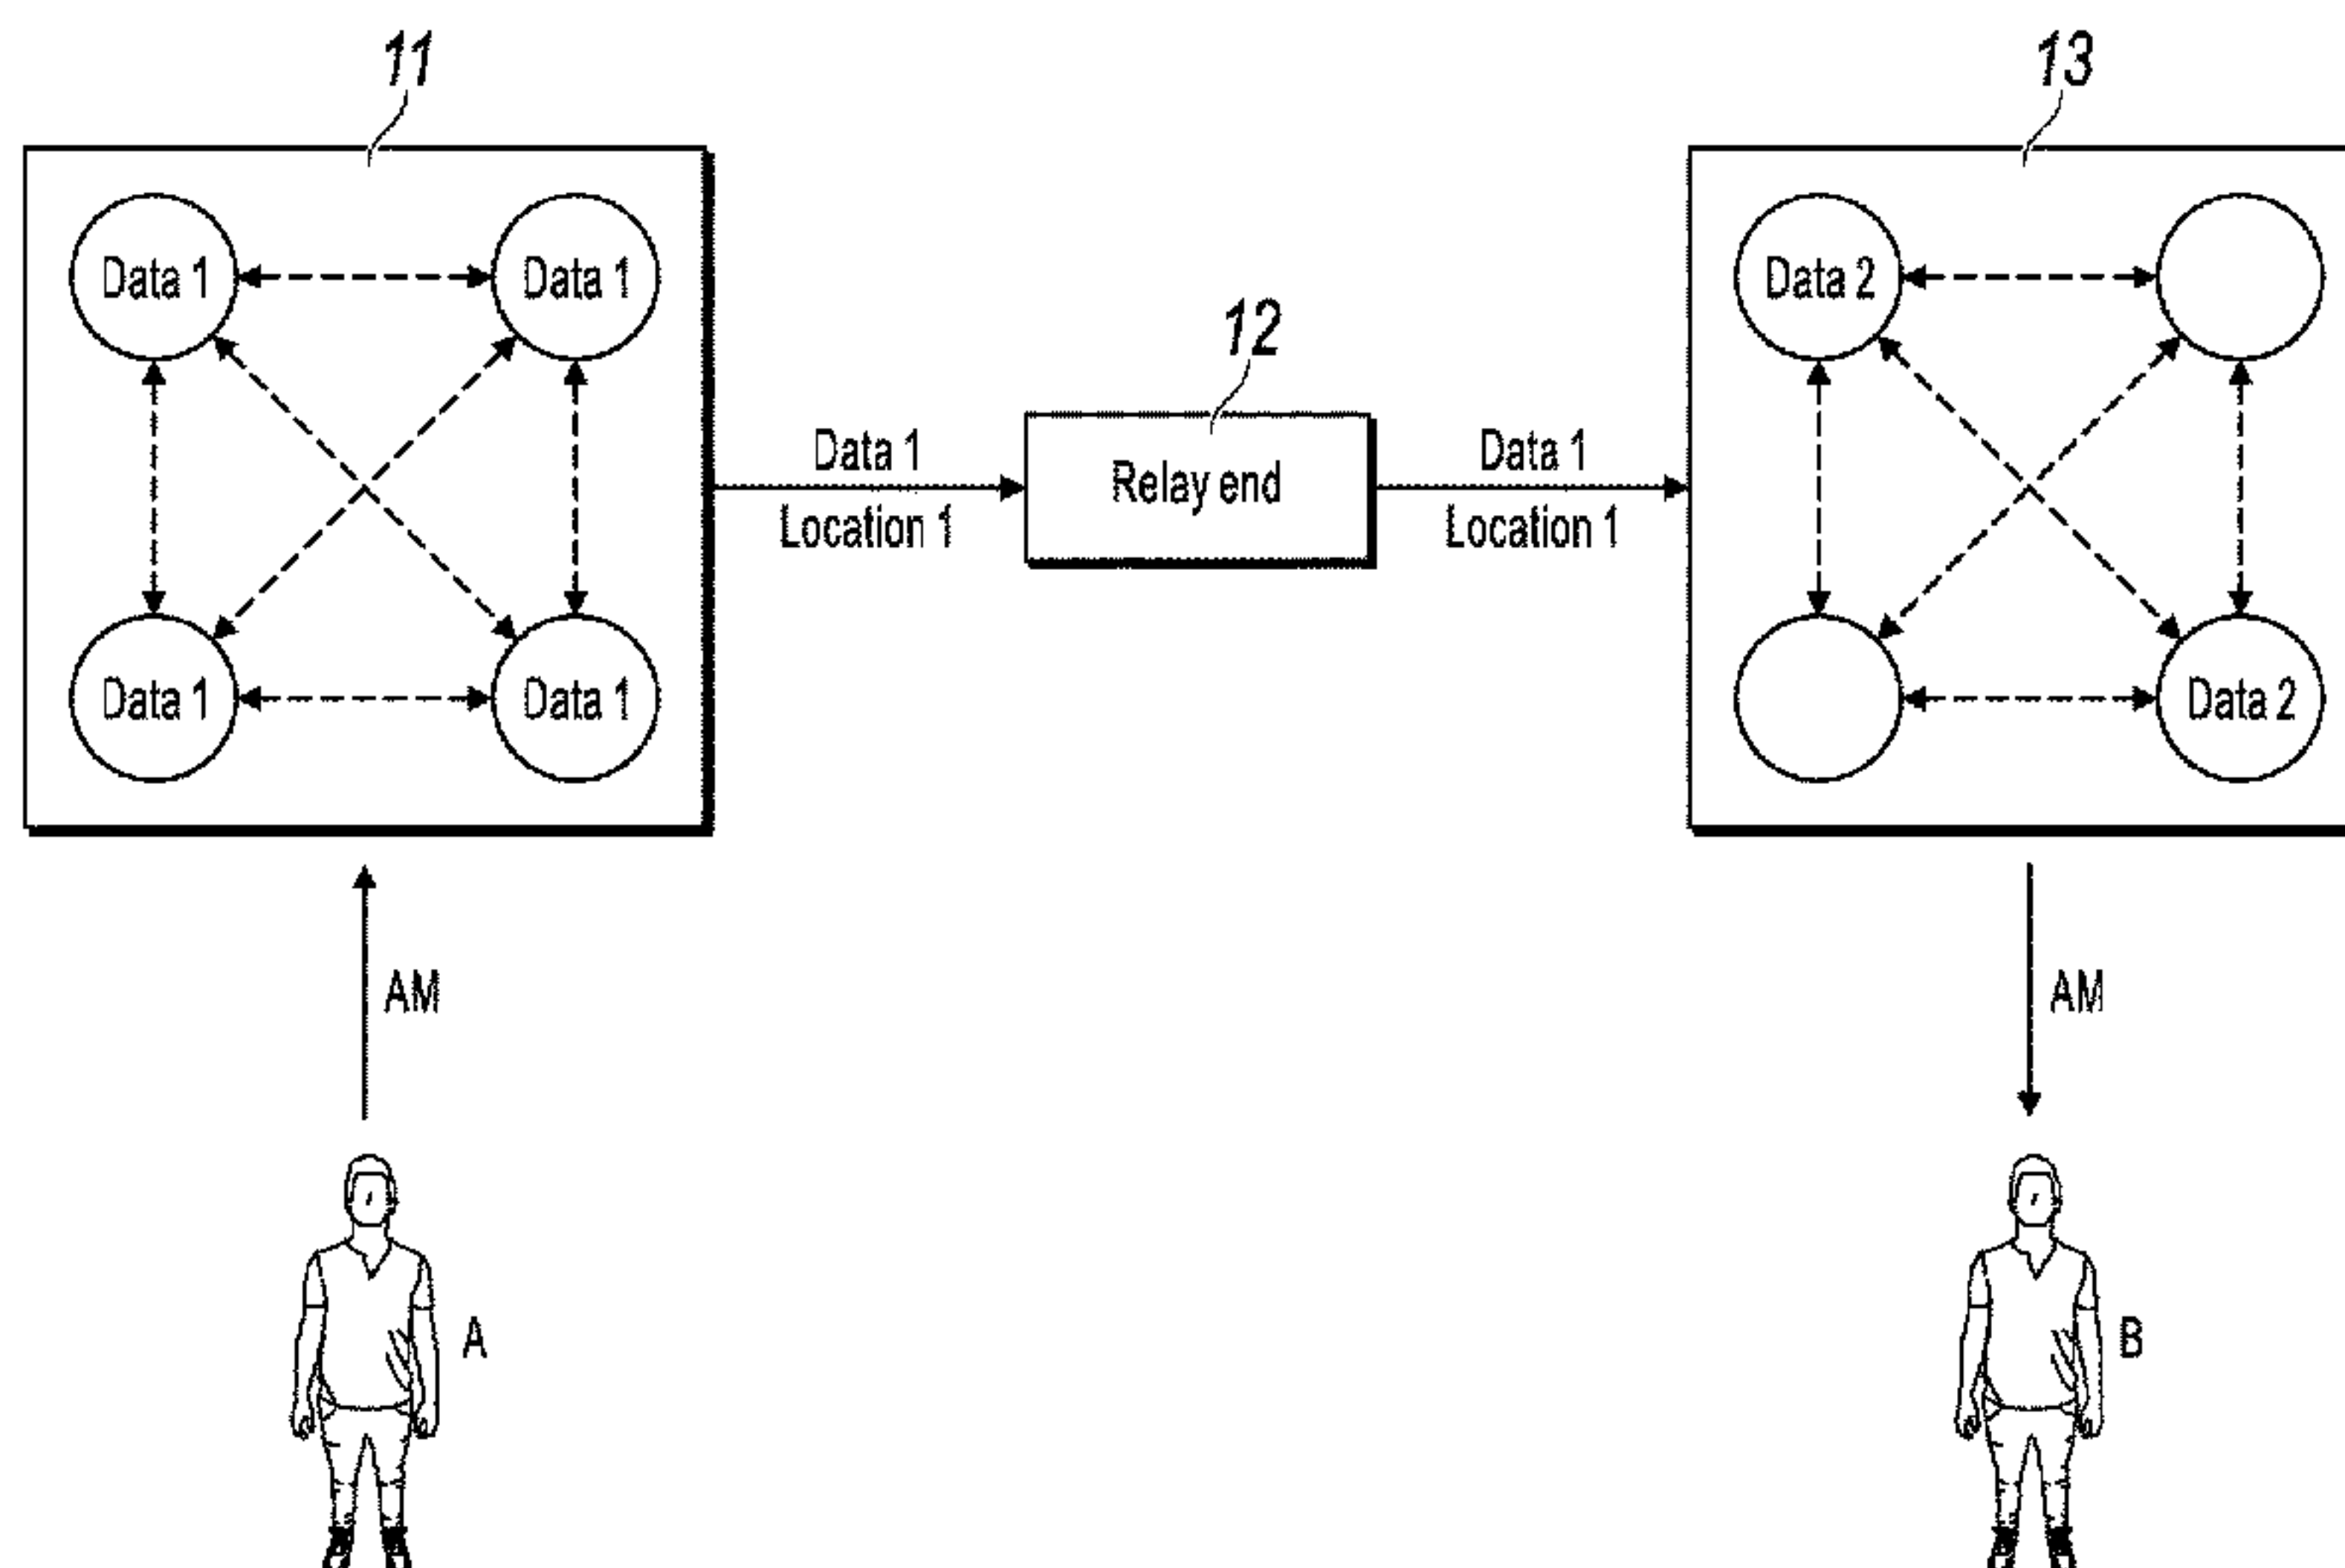 11
13
Data 1
Data 1
Data 2
12
Data 1
Location 1
Relay end
Data 1
Location 1
Data 1
Data 1
Data 2
AM
AM
A
B